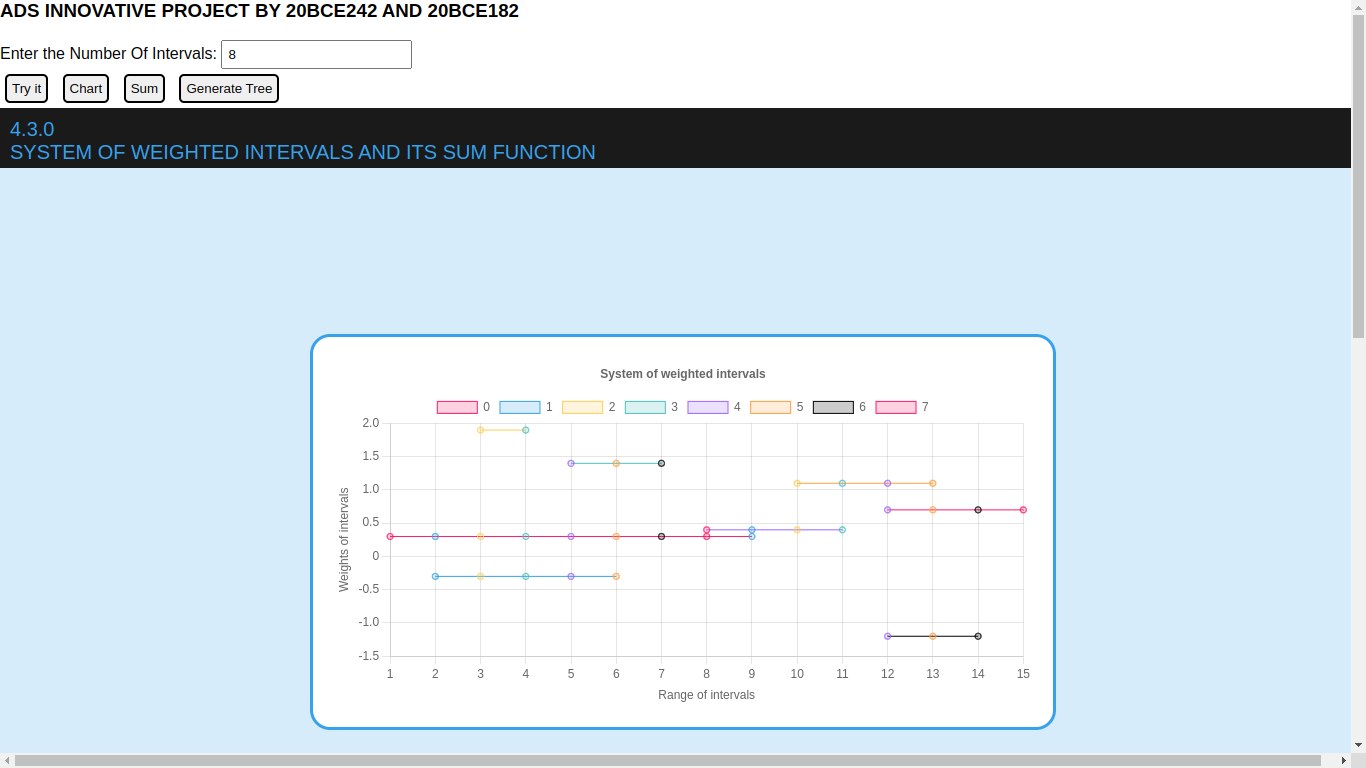 ADS INNOVATIVE PROJECT BY 20BCE242 AND 20BCE182
Enter the Number Of Intervals: 8
Try it Chart Sum Generate Tree
4.3.0
SYSTEM OF WEIGHTED INTERVALS AND ITS SUM FUNCTION
System of weighted intervals
0 1 2 3 4 5 6 7
Weights of intervals
2.0
1.5
1.0
0.5
0
-0.5
-1.0
-1.5
1 2 3 4 5 6 7 8 9 10 11 12 13 14 15
Range of intervals